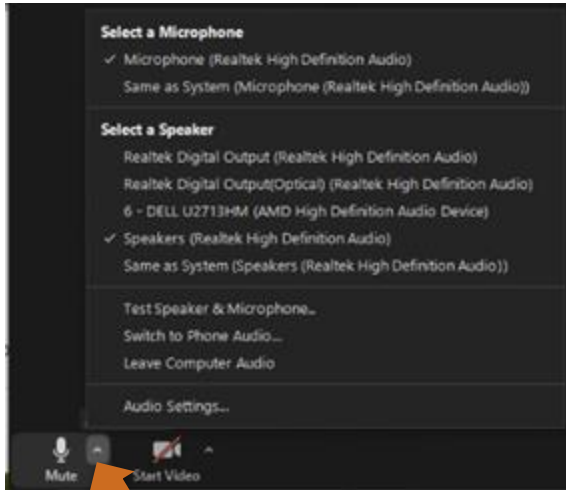 Select a Microphone
✓ Microphone (Realtek High Definition Audio)
Same as System (Microphone (Realtek High Definition Audio))
Select a Speaker
Realtek Digital Output (Realtek High Definition Audio)
Realtek Digital Output(Optical) (Realtek High Definition Audio)
6 - DELL U2713HM (AMD High Definition Audio Device)
✓ Speakers (Realtek High Definition Audio)
Same as System (Speakers (Realtek High Definition Audio))
Test Speaker & Microphone...
Switch to Phone Audio...
Leave Computer Audio
Audio Settings...
Mute Start Video